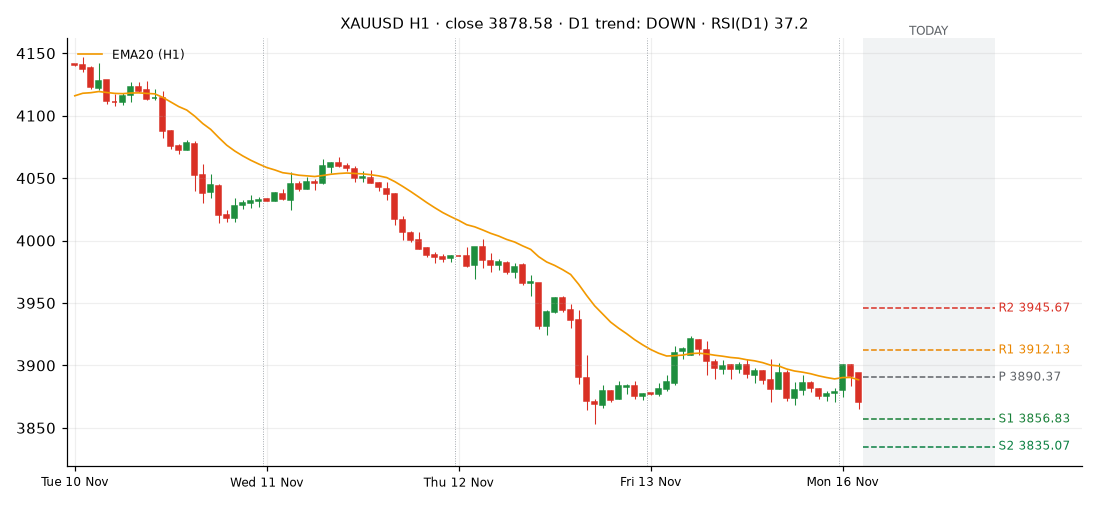 XAUUSD H1 · close 3878.58 · D1 trend: DOWN · RSI(D1) 37.2
TODAY
EMA20 (H1)
4150
4100
4050
4000
3950
3900
3850
R2 3945.67
R1 3912.13
P 3890.37
S1 3856.83
S2 3835.07
Tue 10 Nov
Wed 11 Nov
Thu 12 Nov
Fri 13 Nov
Mon 16 Nov